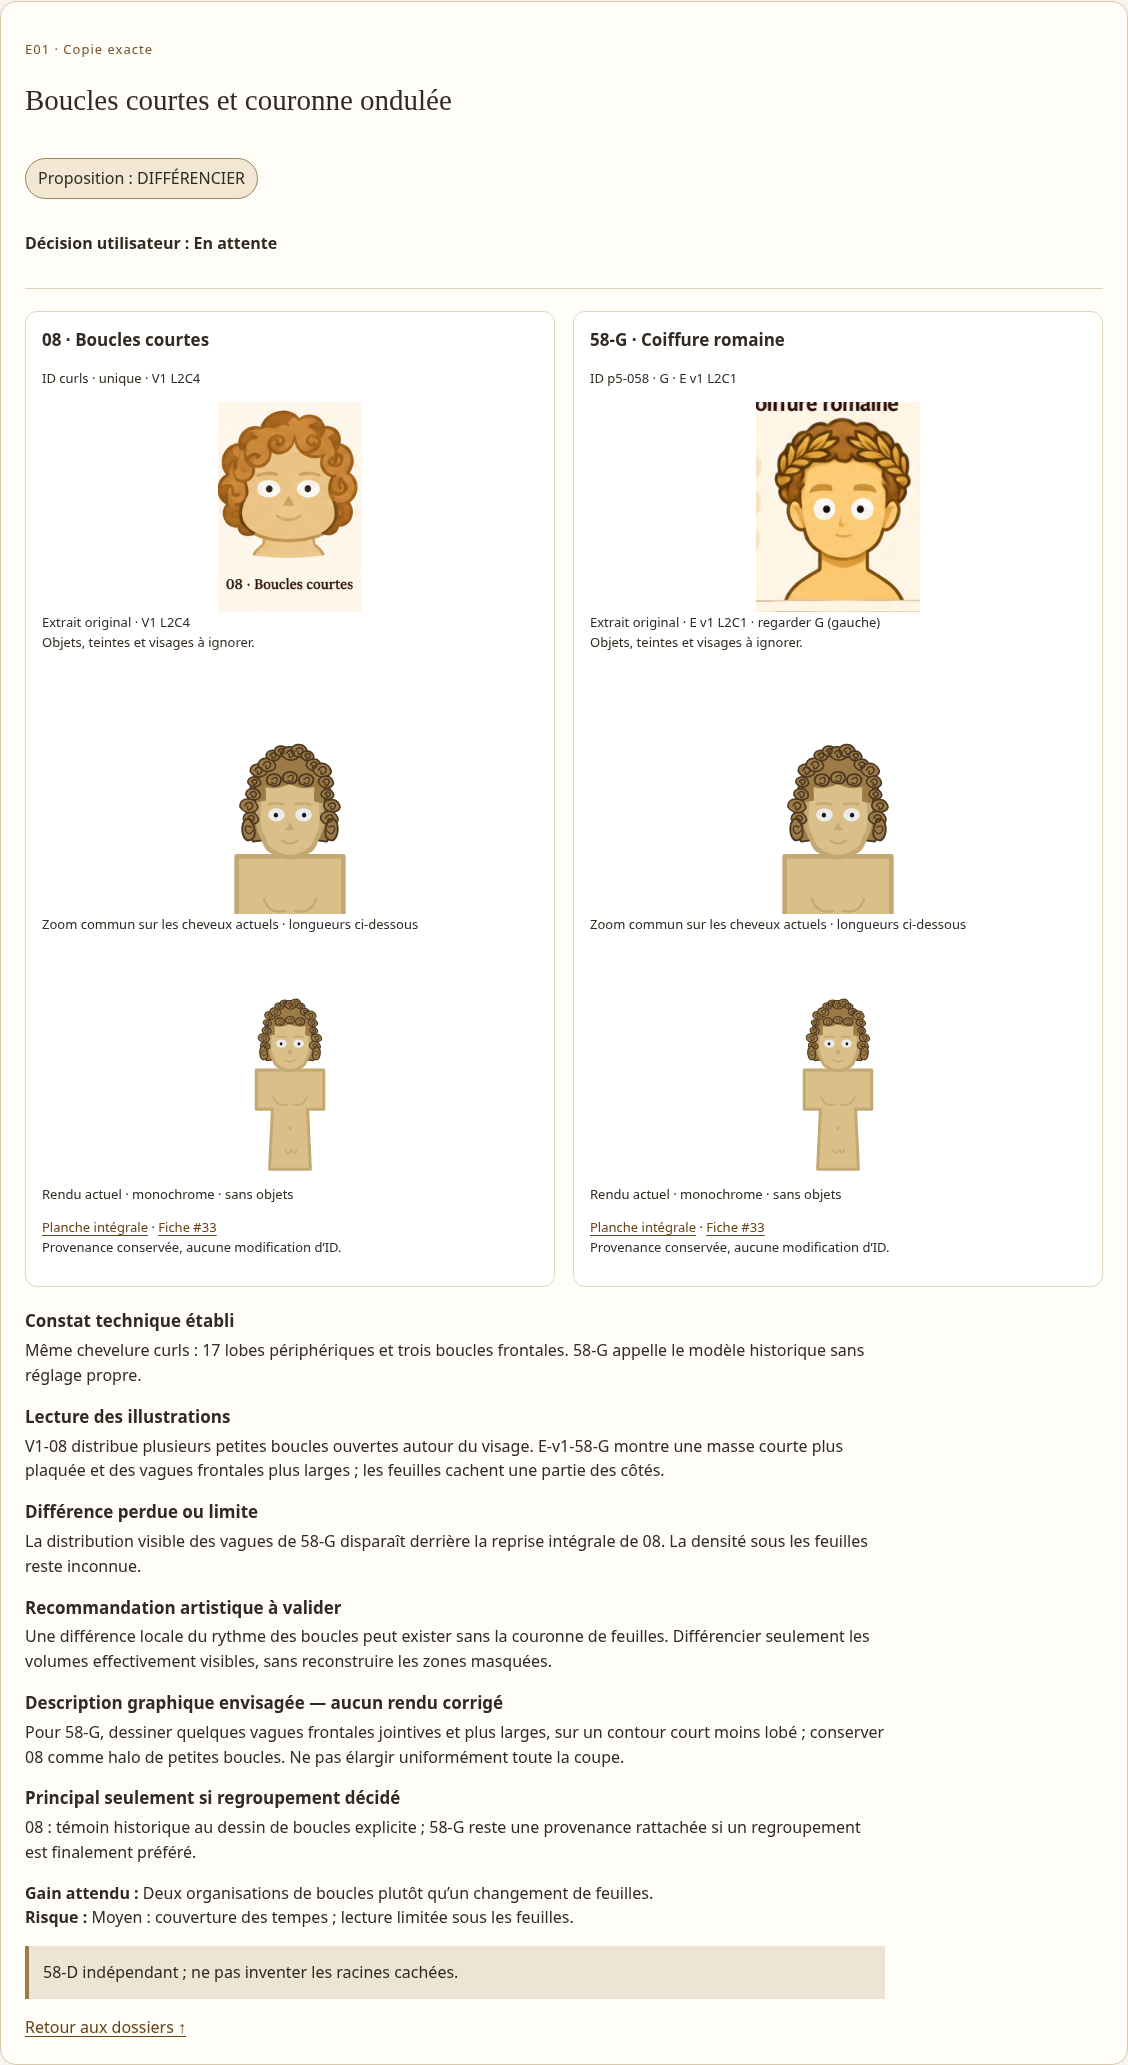 E01 · Copie exacte
Boucles courtes et couronne ondulée
Proposition : DIFFÉRENCIER
Décision utilisateur : En attente
08 · Boucles courtes
ID curls · unique · V1 L2C4
08 · Boucles courtes
Extrait original · V1 L2C4
Objets, teintes et visages à ignorer.
Zoom commun sur les cheveux actuels · longueurs ci-dessous
Rendu actuel · monochrome · sans objets
Planche intégrale · Fiche #33
Provenance conservée, aucune modification d’ID.
58-G · Coiffure romaine
ID p5-058 · G · E v1 L2C1
oiffure romaine
Extrait original · E v1 L2C1 · regarder G (gauche)
Objets, teintes et visages à ignorer.
Zoom commun sur les cheveux actuels · longueurs ci-dessous
Rendu actuel · monochrome · sans objets
Planche intégrale · Fiche #33
Provenance conservée, aucune modification d’ID.
Constat technique établi
Même chevelure curls : 17 lobes périphériques et trois boucles frontales. 58-G appelle le modèle historique sans
réglage propre.
Lecture des illustrations
V1-08 distribue plusieurs petites boucles ouvertes autour du visage. E-v1-58-G montre une masse courte plus
plaquée et des vagues frontales plus larges ; les feuilles cachent une partie des côtés.
Différence perdue ou limite
La distribution visible des vagues de 58-G disparaît derrière la reprise intégrale de 08. La densité sous les feuilles
reste inconnue.
Recommandation artistique à valider
Une différence locale du rythme des boucles peut exister sans la couronne de feuilles. Différencier seulement les
volumes effectivement visibles, sans reconstruire les zones masquées.
Description graphique envisagée — aucun rendu corrigé
Pour 58-G, dessiner quelques vagues frontales jointives et plus larges, sur un contour court moins lobé ; conserver
08 comme halo de petites boucles. Ne pas élargir uniformément toute la coupe.
Principal seulement si regroupement décidé
08 : témoin historique au dessin de boucles explicite ; 58-G reste une provenance rattachée si un regroupement
est finalement préféré.
Gain attendu : Deux organisations de boucles plutôt qu’un changement de feuilles.
Risque : Moyen : couverture des tempes ; lecture limitée sous les feuilles.
58-D indépendant ; ne pas inventer les racines cachées.
Retour aux dossiers ↑